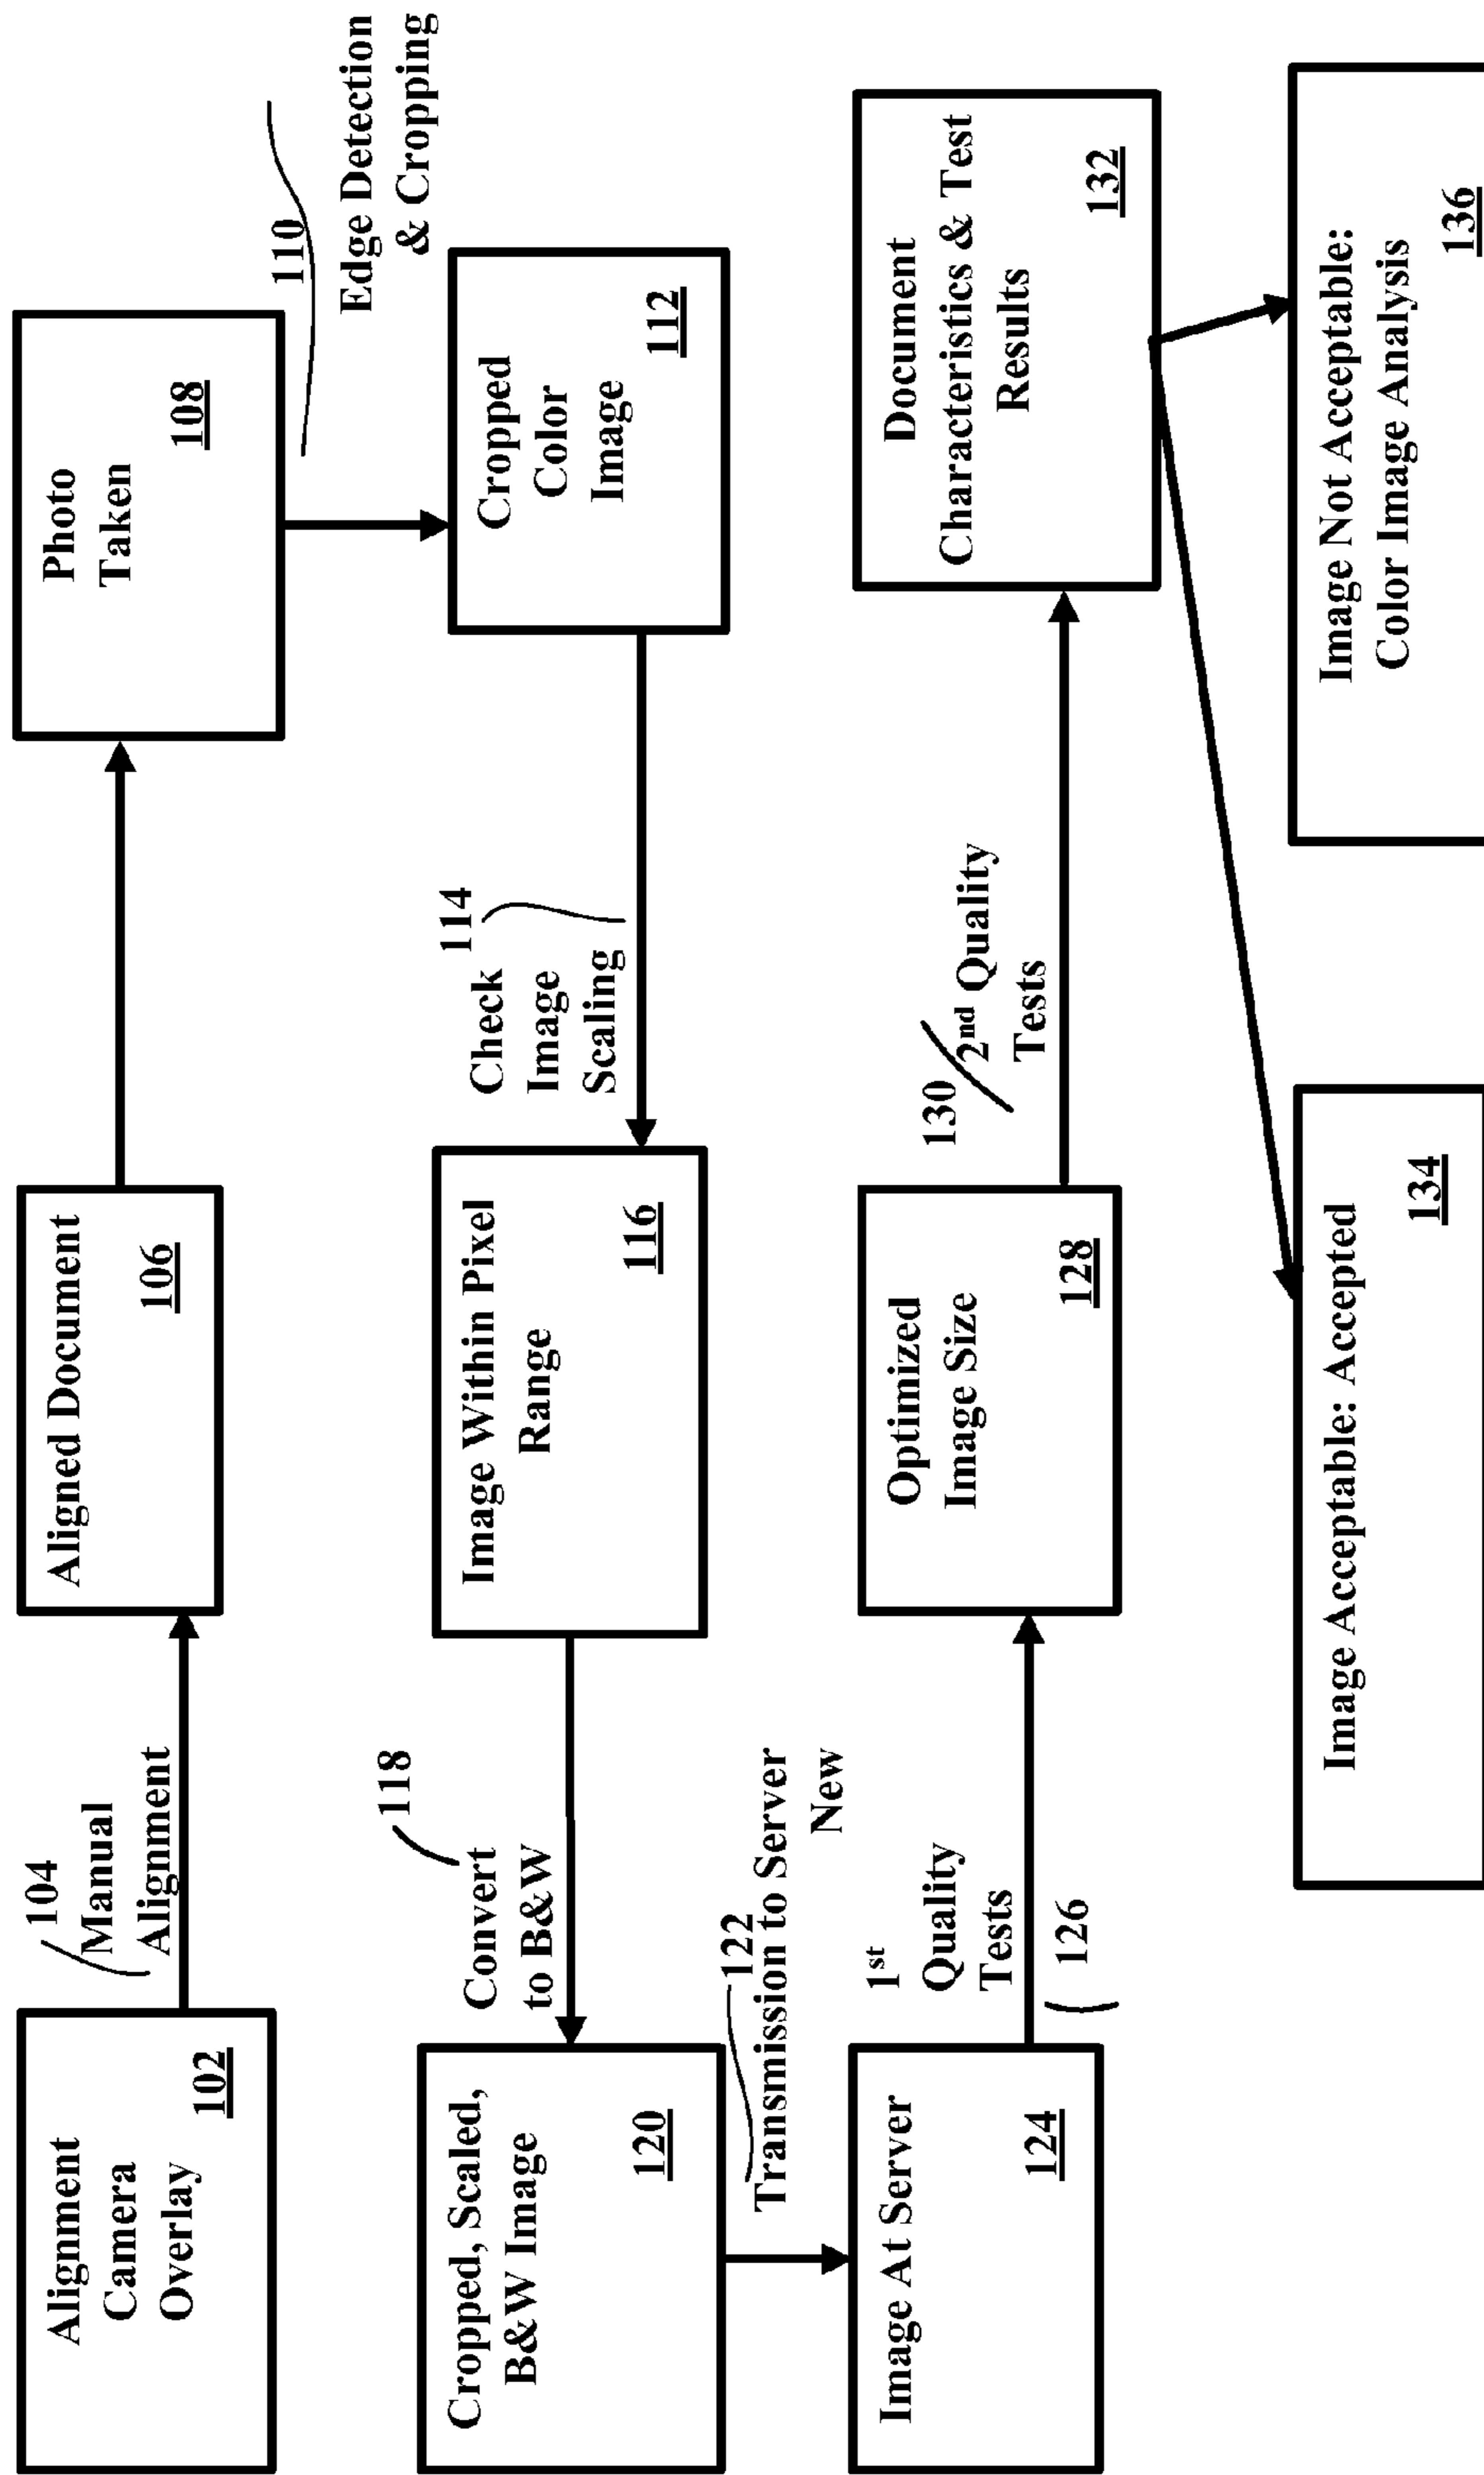 Alignment
Camera
Overlay
102
104
Manual
Alignment
Aligned Document
106
Photo
Taken
108
110
Edge Detection
& Cropping
Cropped
Color
Image
112
114
Check
Image
Scaling
Image Within Pixel
Range
116
118
Convert
to B&W
Cropped, Scaled,
B&W Image
120
122
Transmission to Server
New
Image At Server
124
1st
Quality
Tests
126
Optimized
Image Size
128
130
2nd Quality
Tests
Document
Characteristics & Test
Results
132
Image Acceptable: Accepted
134
Image Not Acceptable:
Color Image Analysis
136